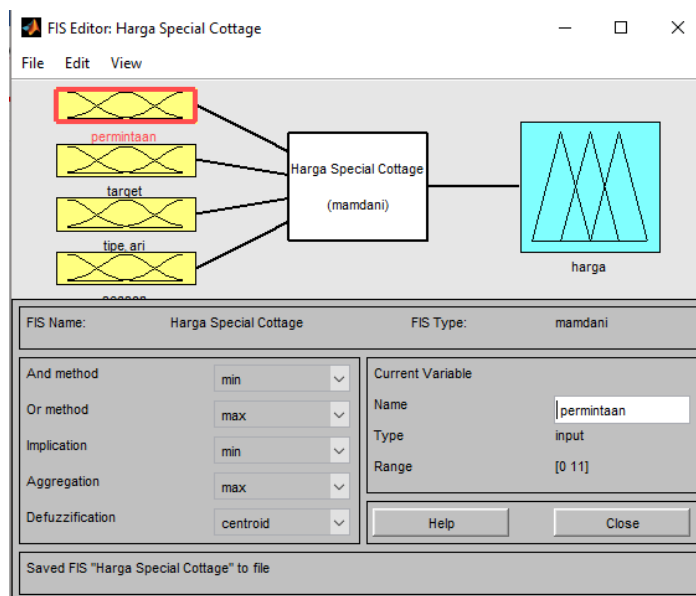 FIS Editor: Harga Special Cottage
File Edit View
permintaan
target
tipe, ari
Harga Special Cottage
(mamdani)
harga
FIS Name: Harga Special Cottage FIS Type: mamdani
And method min
Or method max
Implication min
Aggregation max
Defuzzification centroid
Current Variable
Name permintaan
Type input
Range [0 11]
Help Close
Saved FIS "Harga Special Cottage" to file